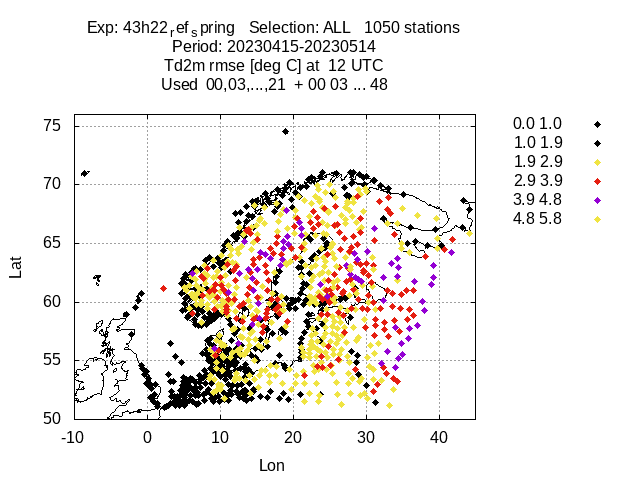 Exp: 43h22refspring   Selection: ALL   1050 stations
Period: 20230415-20230514
Td2m rmse [deg C] at  12 UTC
Used  00,03,...,21  + 00 03 ... 48
0.0 1.0
1.0 1.9
1.9 2.9
2.9 3.9
3.9 4.8
4.8 5.8
75
70
65
60
55
50
Lat
-10 0 10 20 30 40
Lon